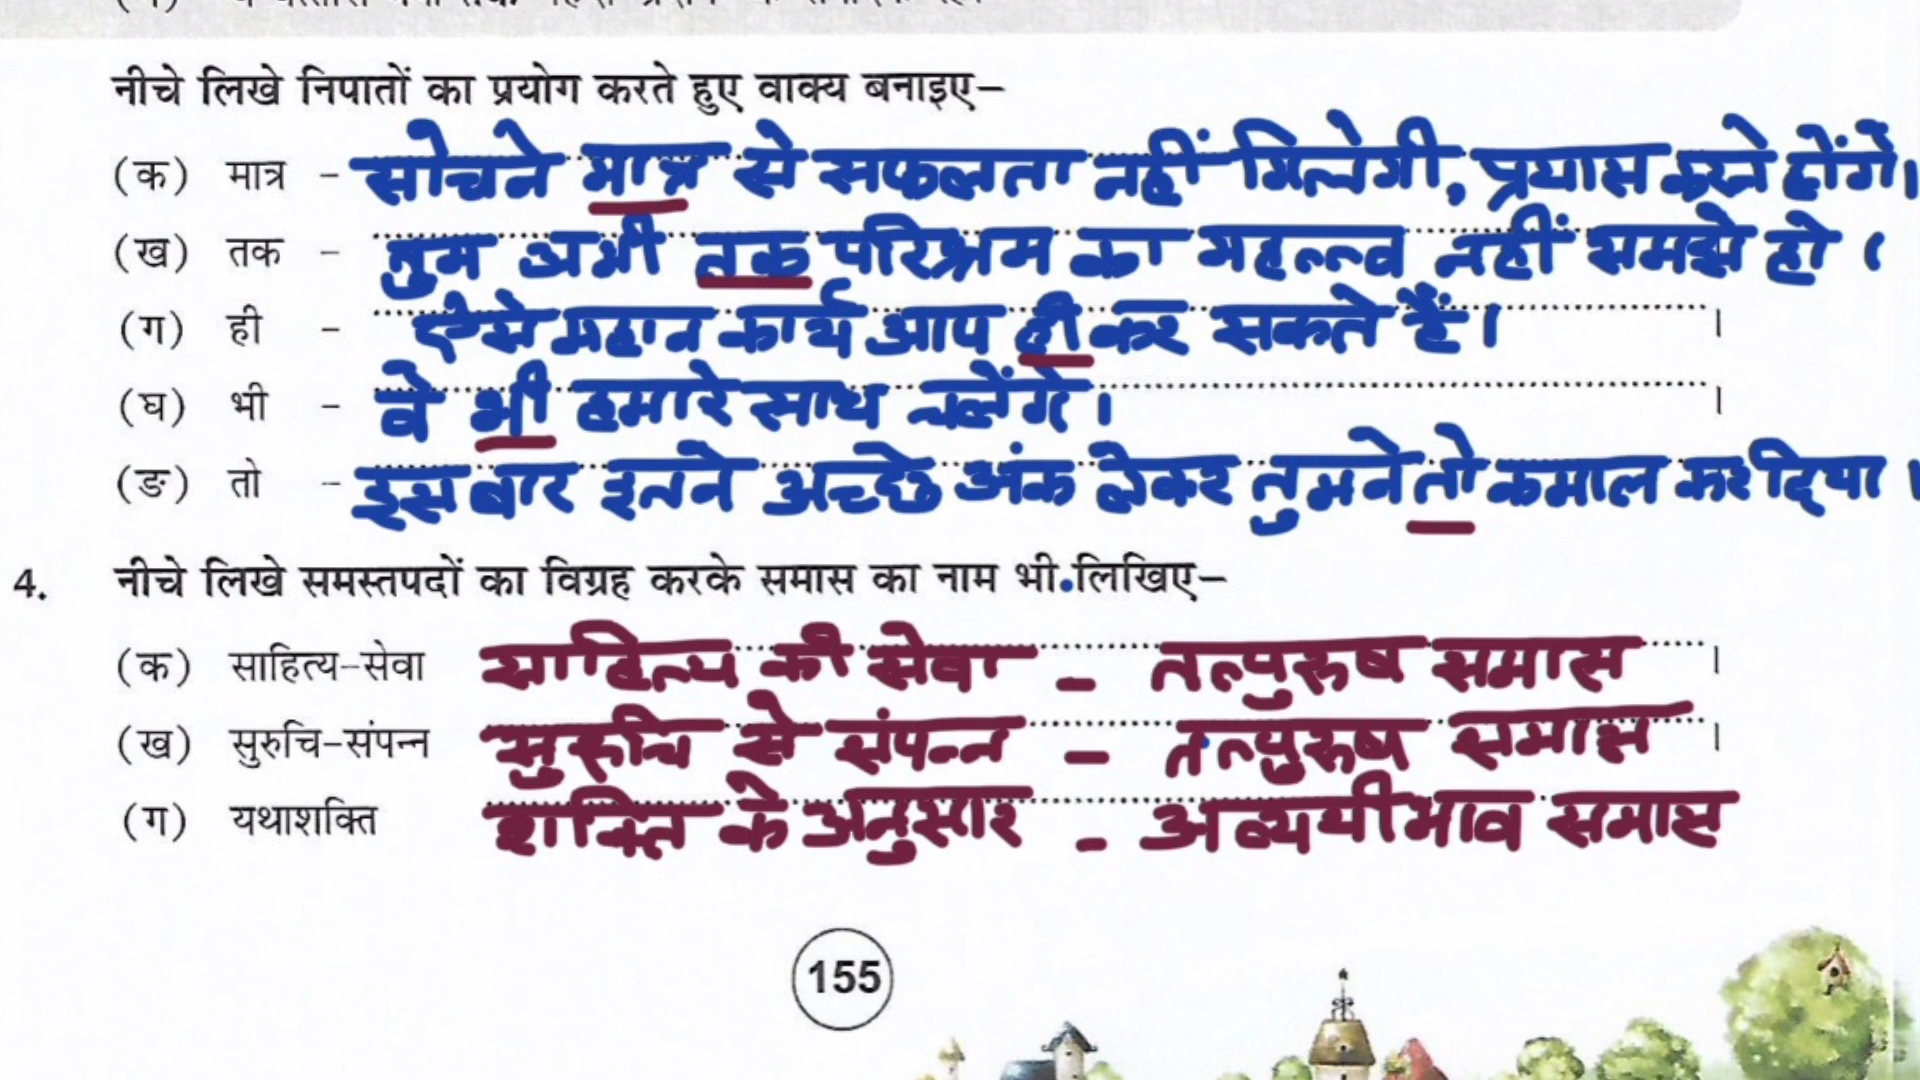 नीचे लिखे निपातों का प्रयोग करते हुए वाक्य बनाइए–
(क) मात्र – सोचने मात्र से सफलता नहीं मिलेगी, प्रयास करने होंगे।
(ख) तक – तुम अभी तक परिश्रम का महत्त्व नहीं समझे हो ।
(ग) ही – ऐसे महान कार्य आप ही कर सकते हैं। ।
(घ) भी – वे भी हमारे साथ चलेंगे। ।
(ङ) तो – इस बार इतने अच्छे अंक लेकर तुमने तो कमाल कर दिया ।
4. नीचे लिखे समस्तपदों का विग्रह करके समास का नाम भी लिखिए–
(क) साहित्य-सेवा साहित्य की सेवा – तत्पुरुष समास ।
(ख) सुरुचि-संपन्न सुरुचि से संपन्न – तत्पुरुष समास ।
(ग) यथाशक्ति शक्ति के अनुसार – अव्ययीभाव समास
155